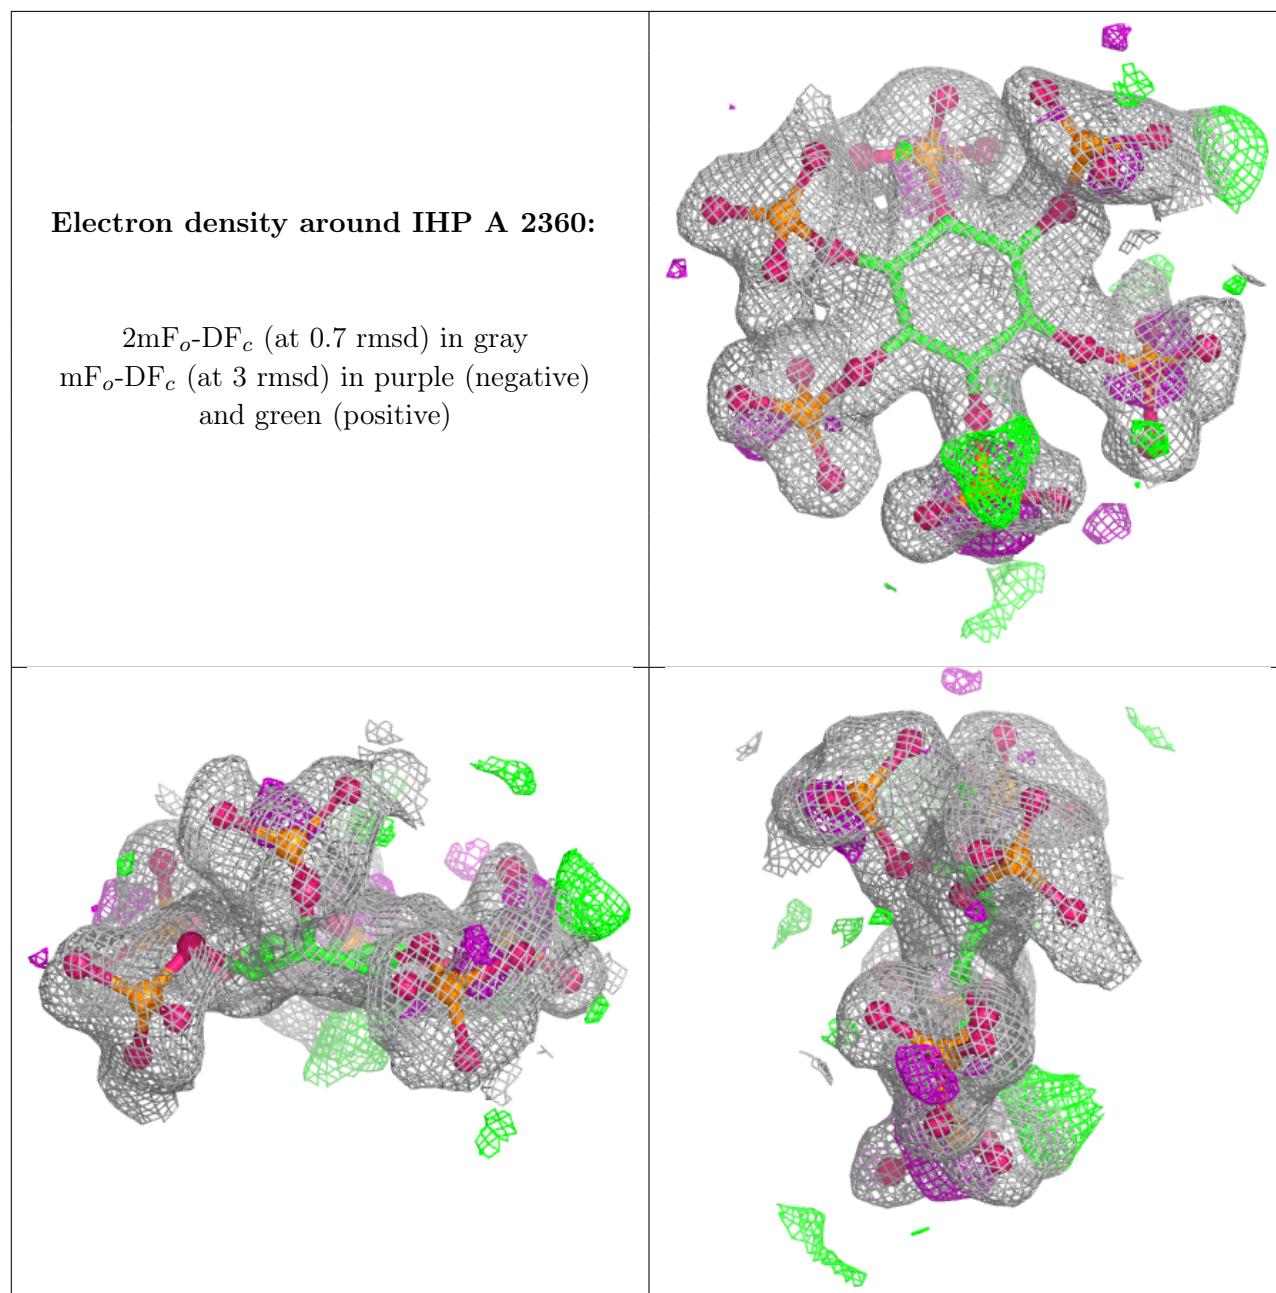 Electron density around IHP A 2360:
2mFo-DFc (at 0.7 rmsd) in gray
mFo-DFc (at 3 rmsd) in purple (negative)
and green (positive)